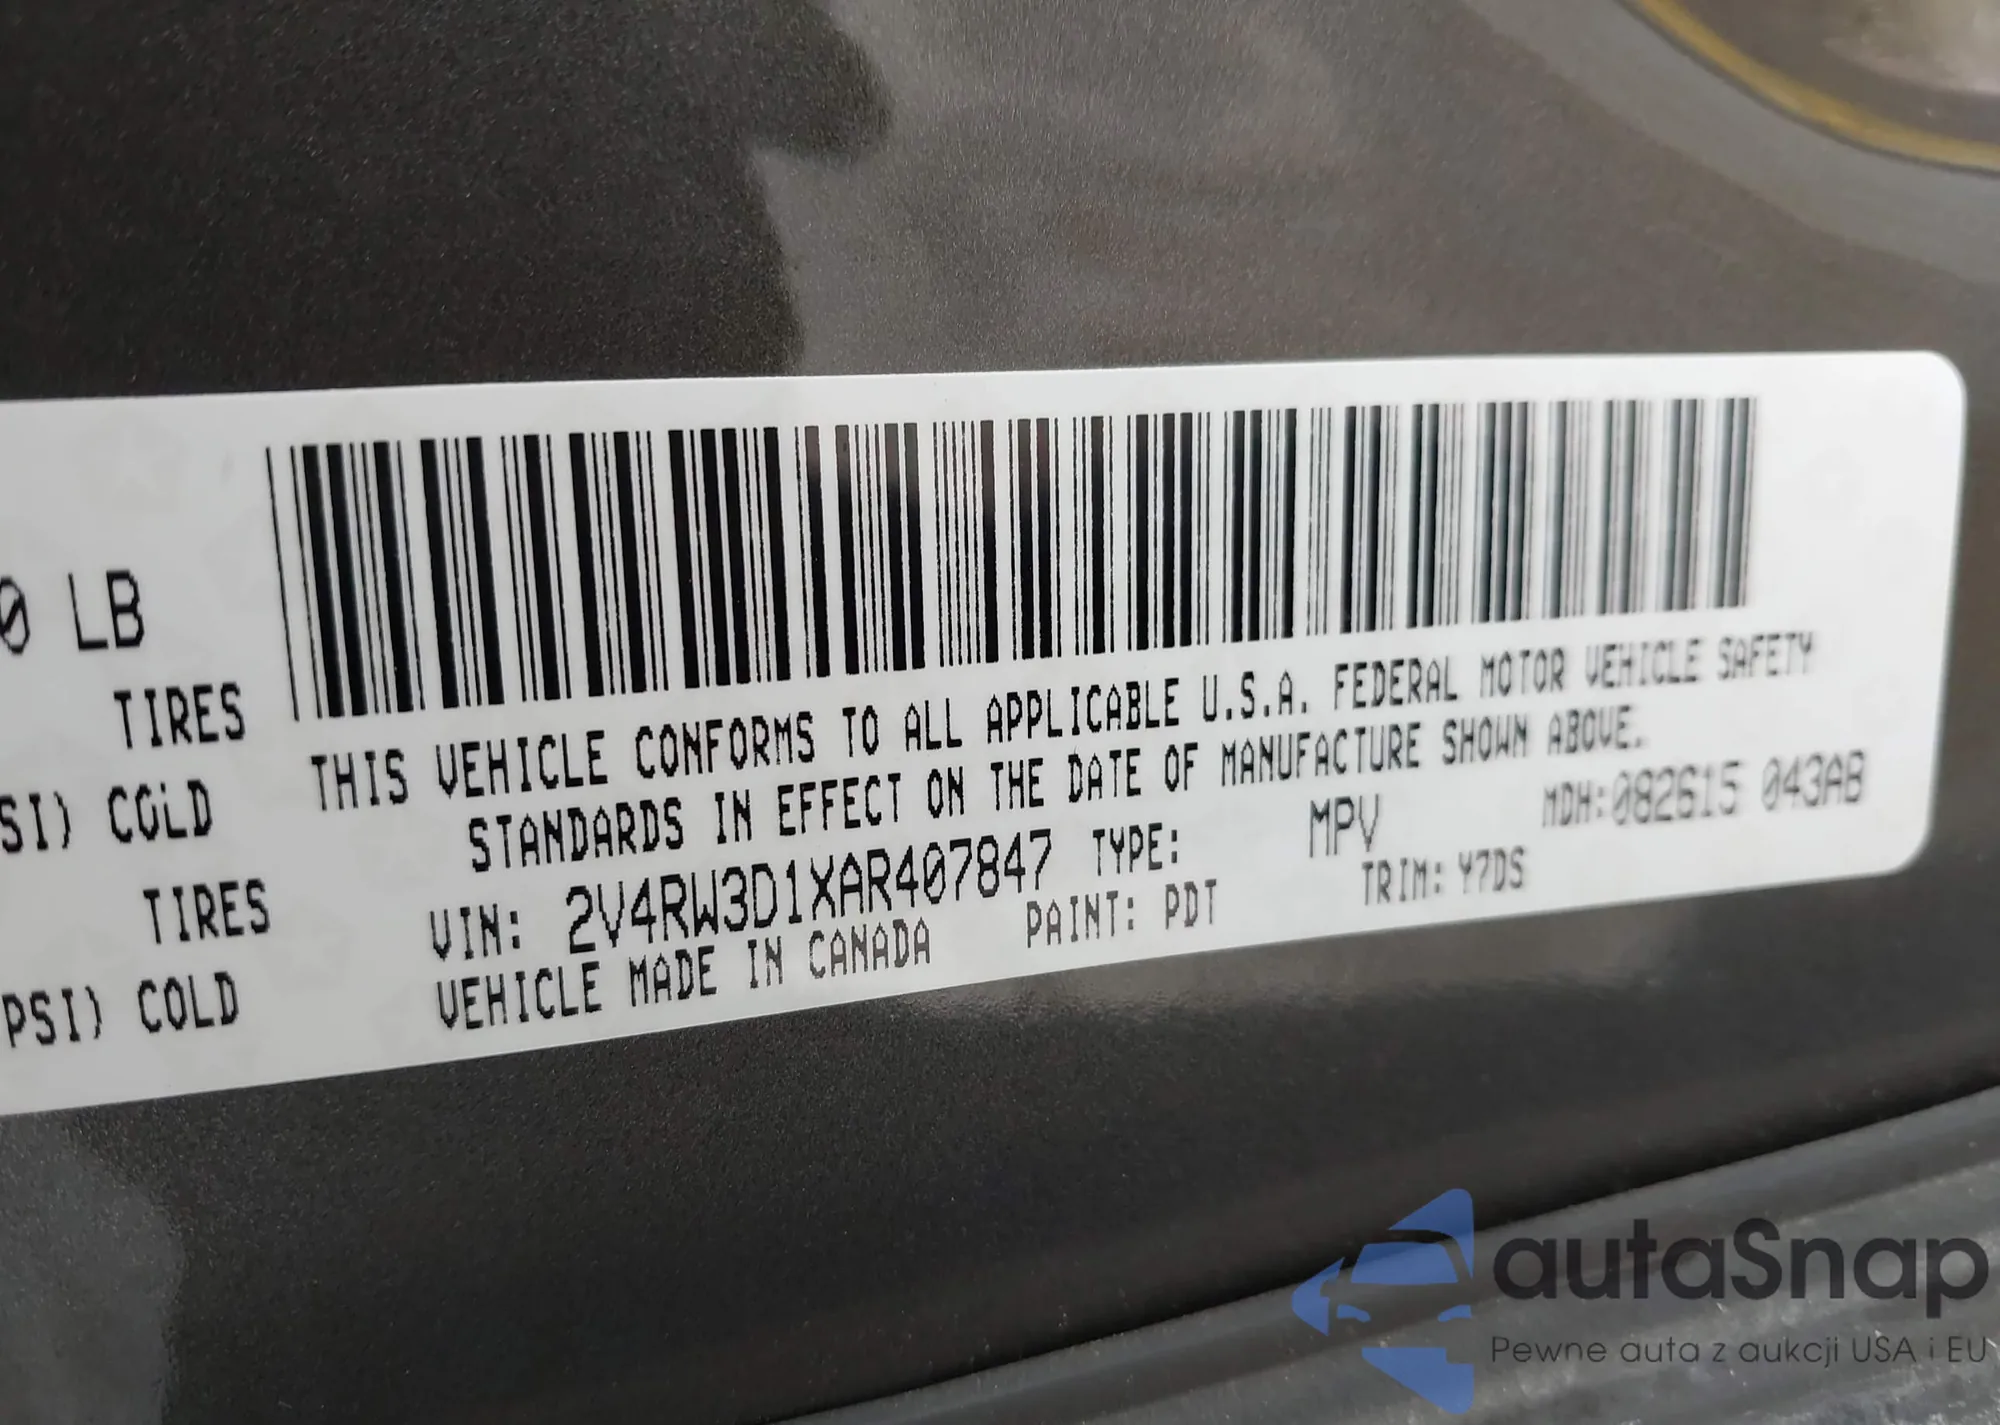 0 LB
TIRES
SI) COLD
TIRES
PSI) COLD
THIS VEHICLE CONFORMS TO ALL APPLICABLE U.S.A. FEDERAL MOTOR VEHICLE SAFETY
STANDARDS IN EFFECT ON THE DATE OF MANUFACTURE SHOWN ABOVE.
MDH:082615 043AB
VIN: 2V4RW3D1XAR407847 TYPE: MPV
VEHICLE MADE IN CANADA PAINT: PDT TRIM: Y7DS
autaSnap
Pewne auta z aukcji USA i EU